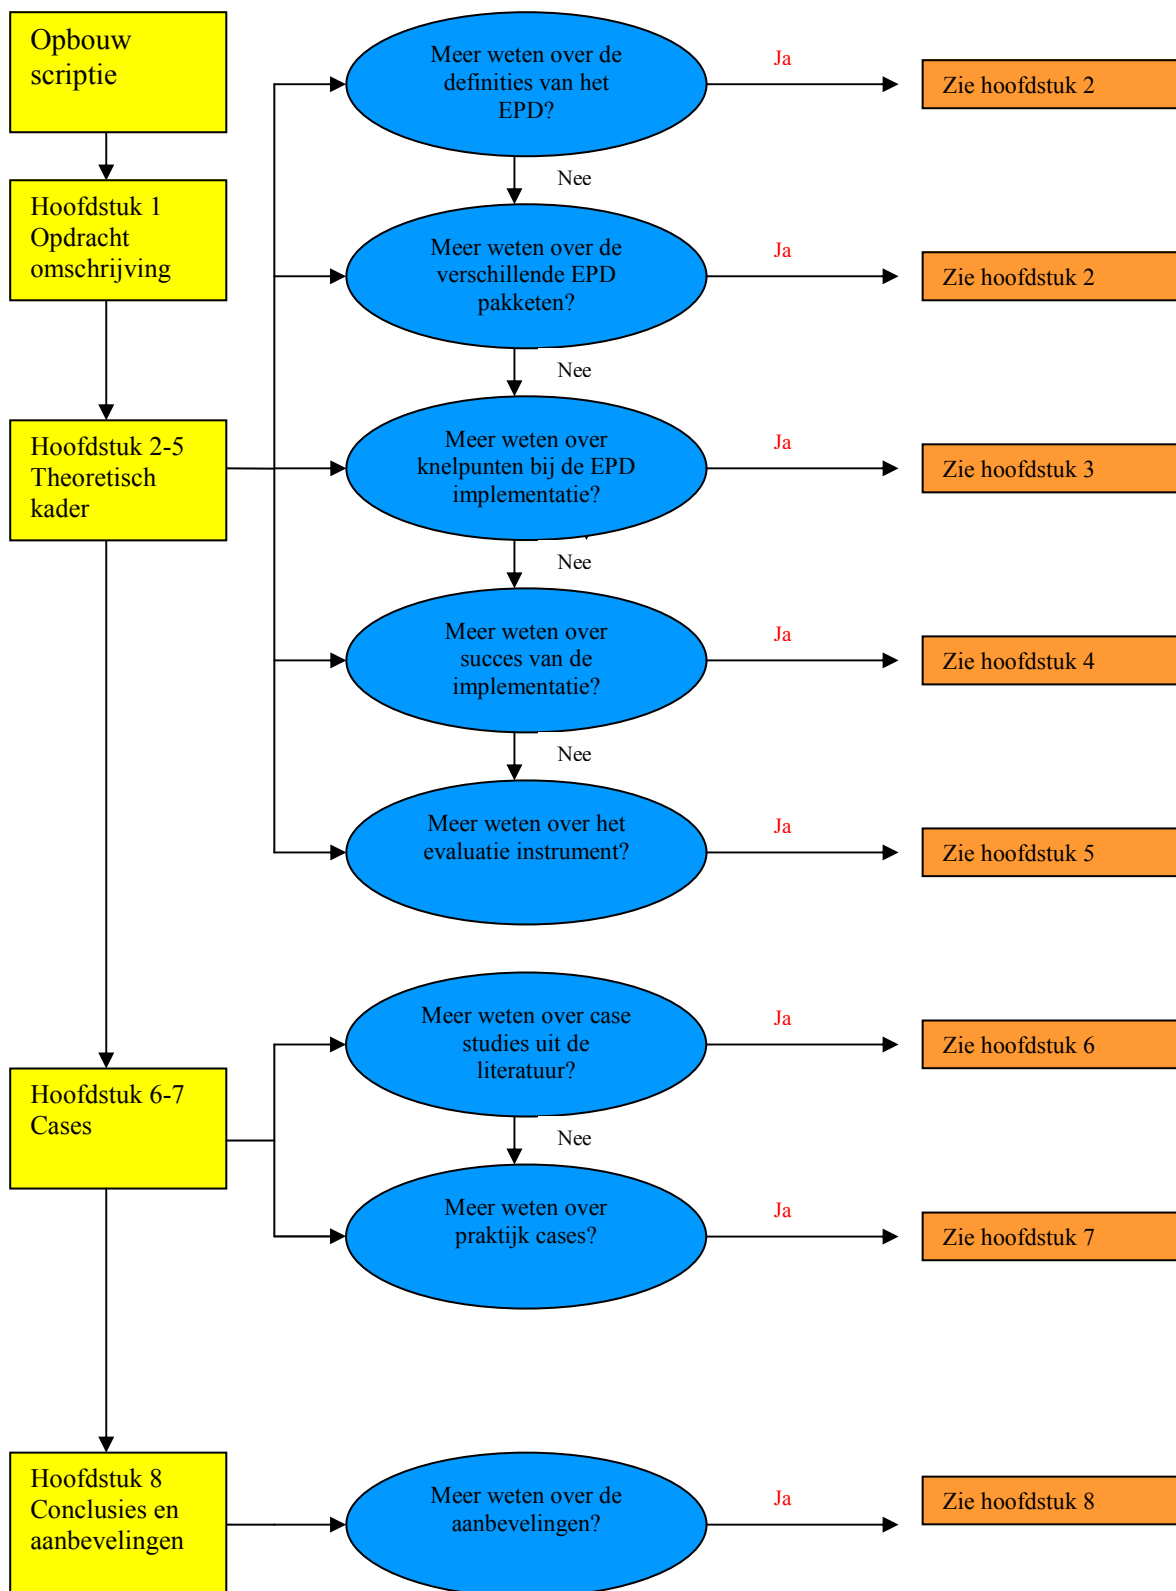 Opbouw
scriptie
Meer weten over de
definities van het
EPD?
Ja
Zie hoofdstuk 2
Nee
Hoofdstuk 1
Opdracht
omschrijving
Meer weten over de
verschillende EPD
pakketen?
Ja
Zie hoofdstuk 2
Nee
Hoofdstuk 2-5
Theoretisch
kader
Meer weten over
knelpunten bij de EPD
implementatie?
Ja
Zie hoofdstuk 3
Nee
Meer weten over
succes van de
implementatie?
Ja
Zie hoofdstuk 4
Nee
Meer weten over het
evaluatie instrument?
Ja
Zie hoofdstuk 5
Hoofdstuk 6-7
Cases
Meer weten over case
studies uit de
literatuur?
Ja
Zie hoofdstuk 6
Nee
Meer weten over
praktijk cases?
Ja
Zie hoofdstuk 7
Hoofdstuk 8
Conclusies en
aanbevelingen
Meer weten over de
aanbevelingen?
Ja
Zie hoofdstuk 8